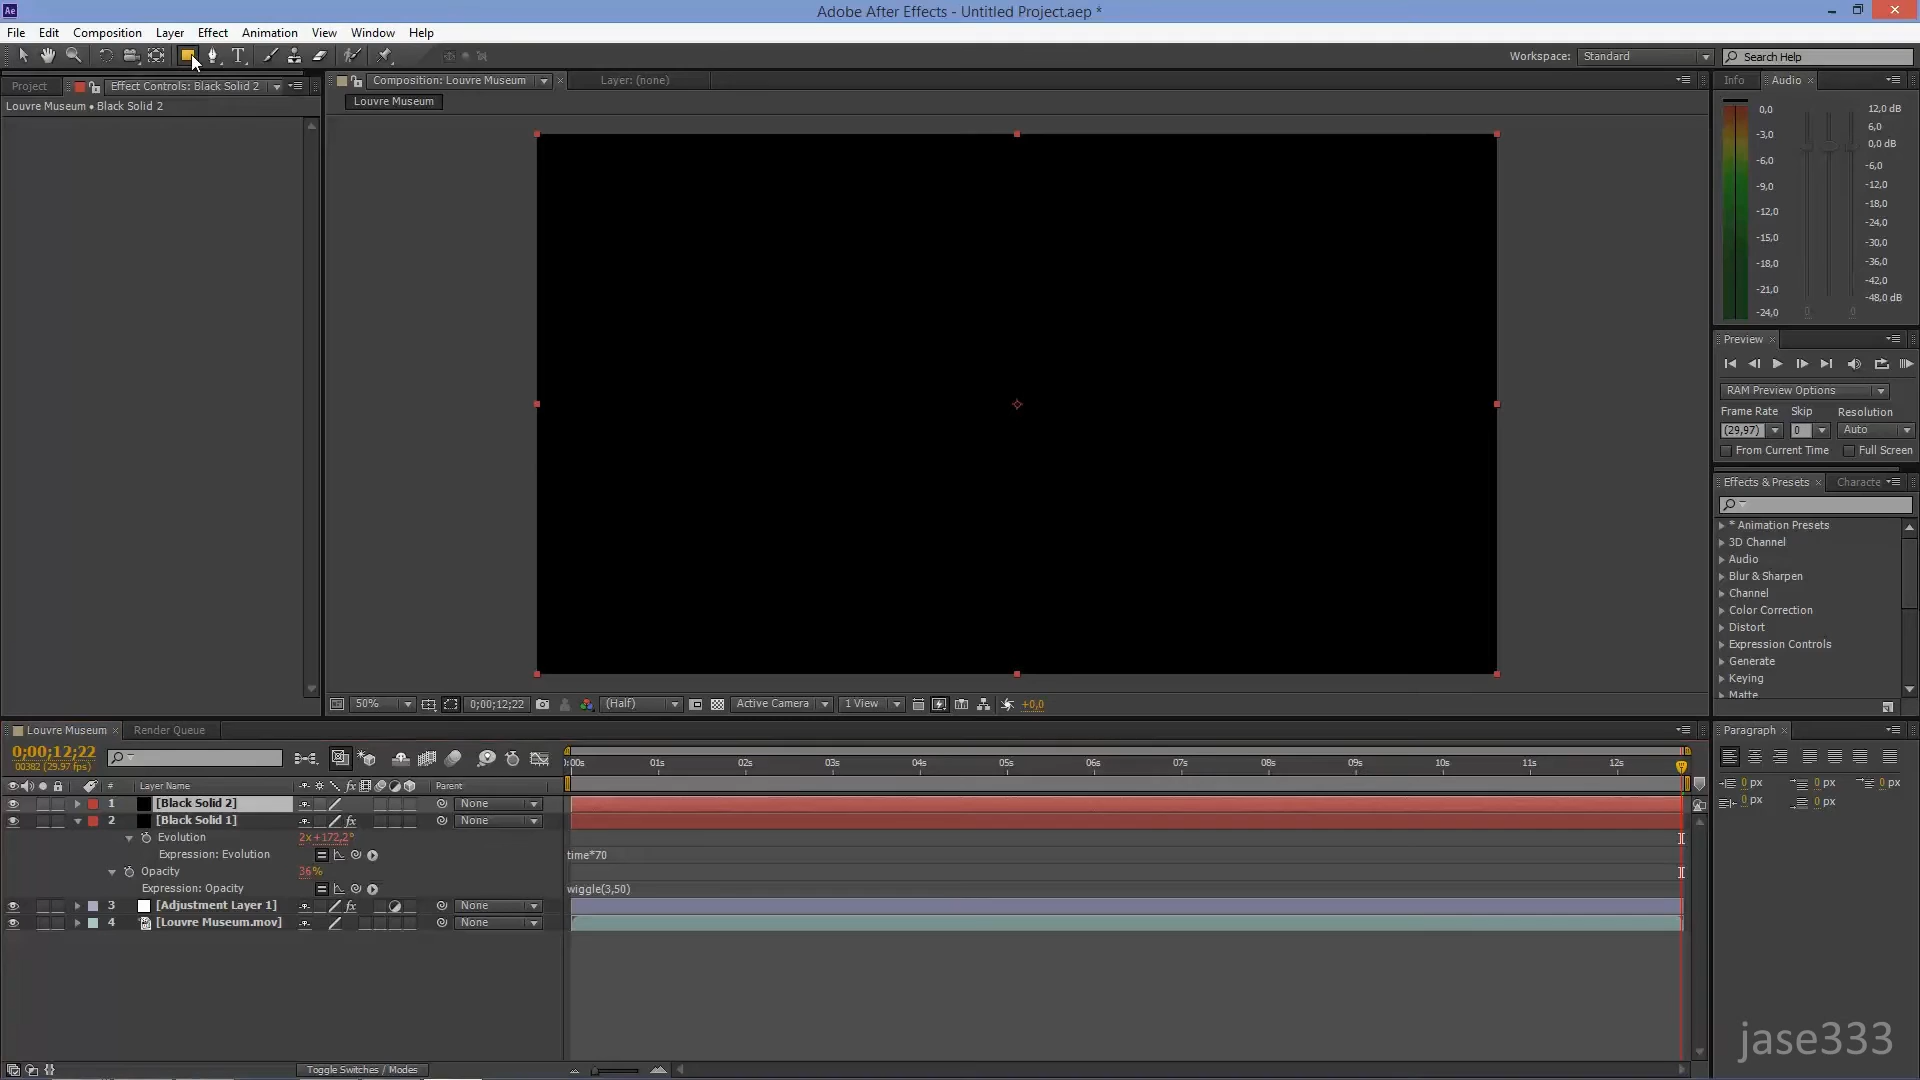 Ae
Adobe After Effects - Untitled Project.aep *
File Edit Composition Layer Effect Animation View Window Help
T
Workspace: Standard
Search Help
Project
Effect Controls: Black Solid 2
Composition: Louvre Museum
Layer: (none)
Info
Audio
Louvre Museum • Black Solid 2
Louvre Museum
0,0
-3,0
-6,0
-9,0
-12,0
-15,0
-18,0
-21,0
-24,0
12,0 dB
6,0
0,0 dB
-6,0
-12,0
-18,0
-24,0
-30,0
-36,0
-42,0
-48,0 dB
0
0
Preview
RAM Preview Options
Frame Rate Skip Resolution
(29,97) 0 Auto
From Current Time Full Screen
Effects & Presets
Characte
* Animation Presets
3D Channel
Audio
Blur & Sharpen
Channel
Color Correction
Distort
Expression Controls
Generate
Keying
Matte
50%
0;00;12;22
(Half)
Active Camera
1 View
+0,0
Louvre Museum
Render Queue
Paragraph
0;00;12;22
00382 (29.97 fps)
:00s 01s 02s 03s 04s 05s 06s 07s 08s 09s 10s 11s 12s
# Layer Name
fx
Parent
0 px 0 px 0 px
0 px 0 px
1 [Black Solid 2] None
2 [Black Solid 1] fx None
Evolution 2x+172,2°
Expression: Evolution time*70
Opacity 36%
Expression: Opacity wiggle(3,50)
3 [Adjustment Layer 1] fx None
4 [Louvre Museum.mov] None
Toggle Switches / Modes
jase333